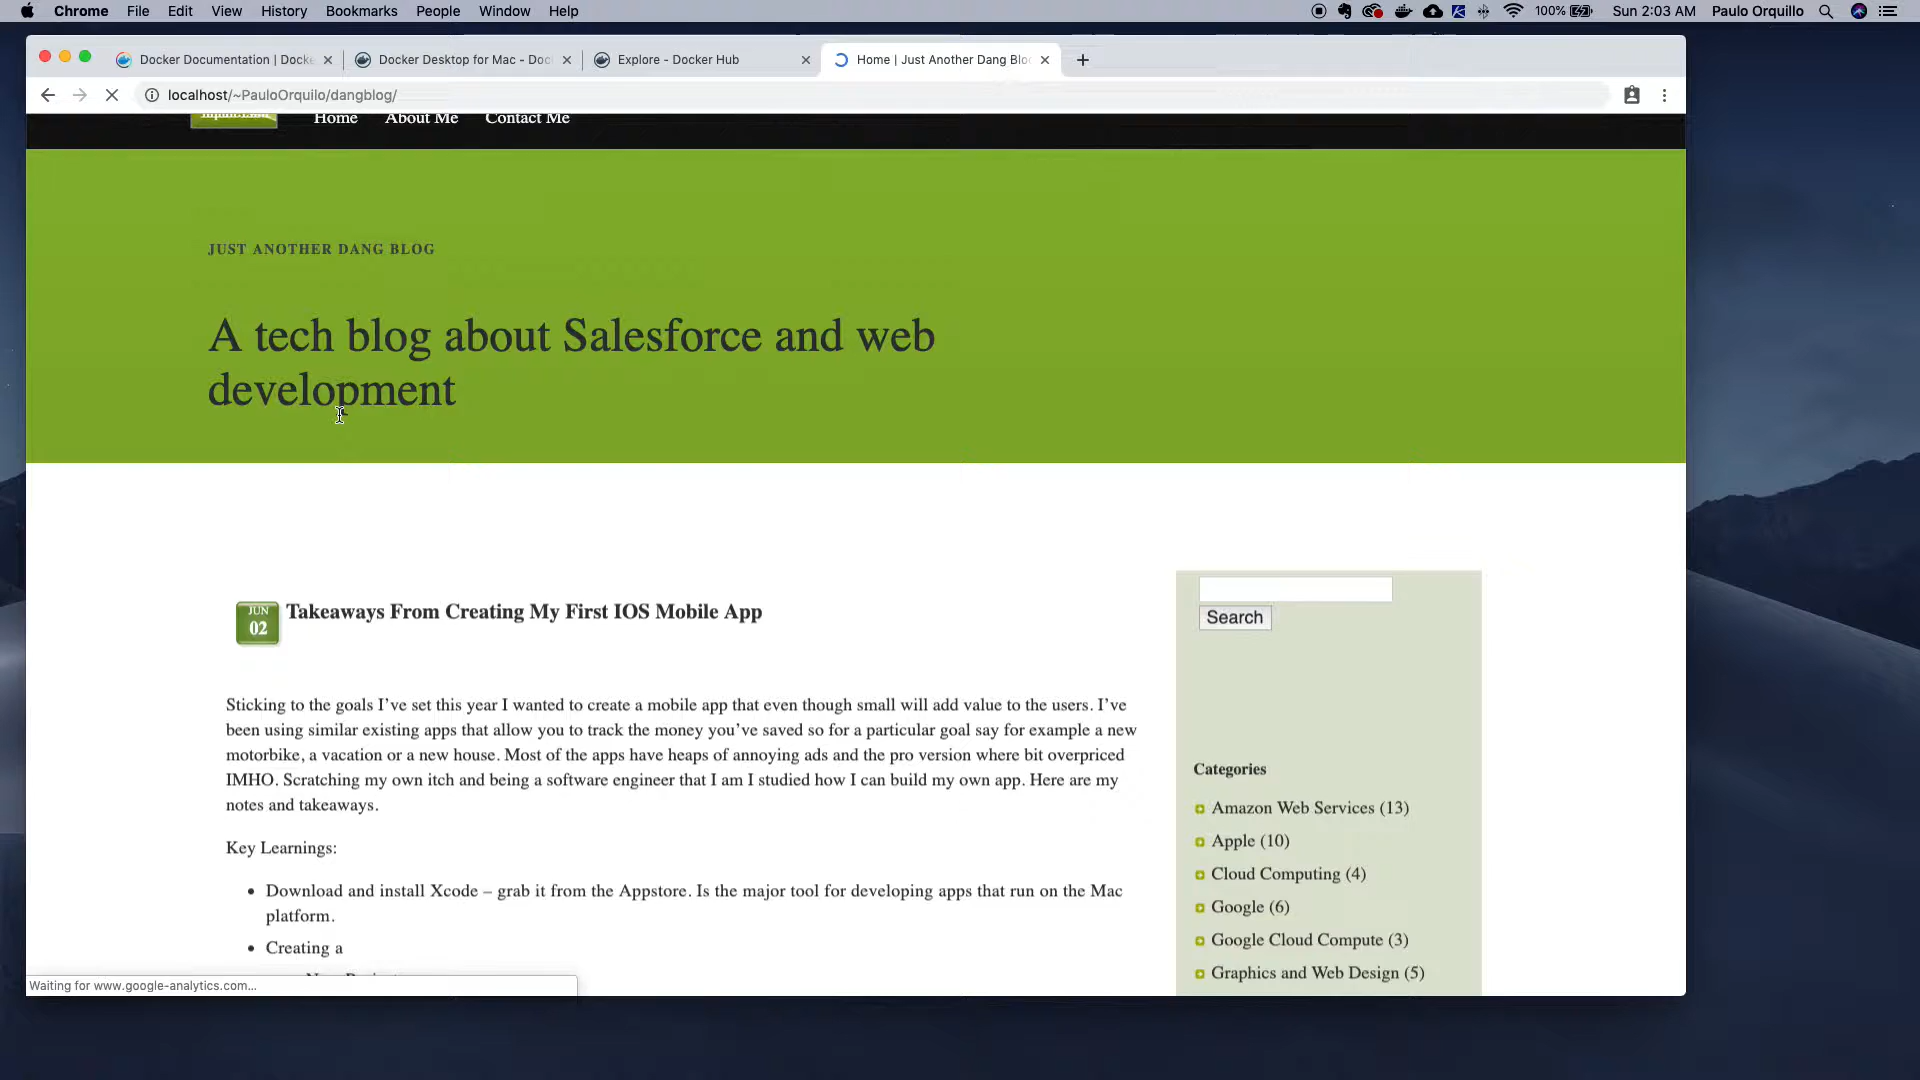 Chrome File Edit View History Bookmarks People Window Help 100% Sun 2:03 AM Paulo Orquillo
Docker Documentation | Docke Docker Desktop for Mac - Doc Explore - Docker Hub Home | Just Another Dang Blo
localhost/~PauloOrquilo/dangblog/
Home About Me Contact Me
JUST ANOTHER DANG BLOG
A tech blog about Salesforce and web
development
JUN
02
Takeaways From Creating My First IOS Mobile App
Search
Sticking to the goals I’ve set this year I wanted to create a mobile app that even though small will add value to the users. I’ve
been using similar existing apps that allow you to track the money you’ve saved so for a particular goal say for example a new
motorbike, a vacation or a new house. Most of the apps have heaps of annoying ads and the pro version where bit overpriced
IMHO. Scratching my own itch and being a software engineer that I am I studied how I can build my own app. Here are my
notes and takeaways.
Key Learnings:
• Download and install Xcode – grab it from the Appstore. Is the major tool for developing apps that run on the Mac
platform.
• Creating a
Categories
Amazon Web Services (13)
Apple (10)
Cloud Computing (4)
Google (6)
Google Cloud Compute (3)
Graphics and Web Design (5)
Waiting for www.google-analytics.com...